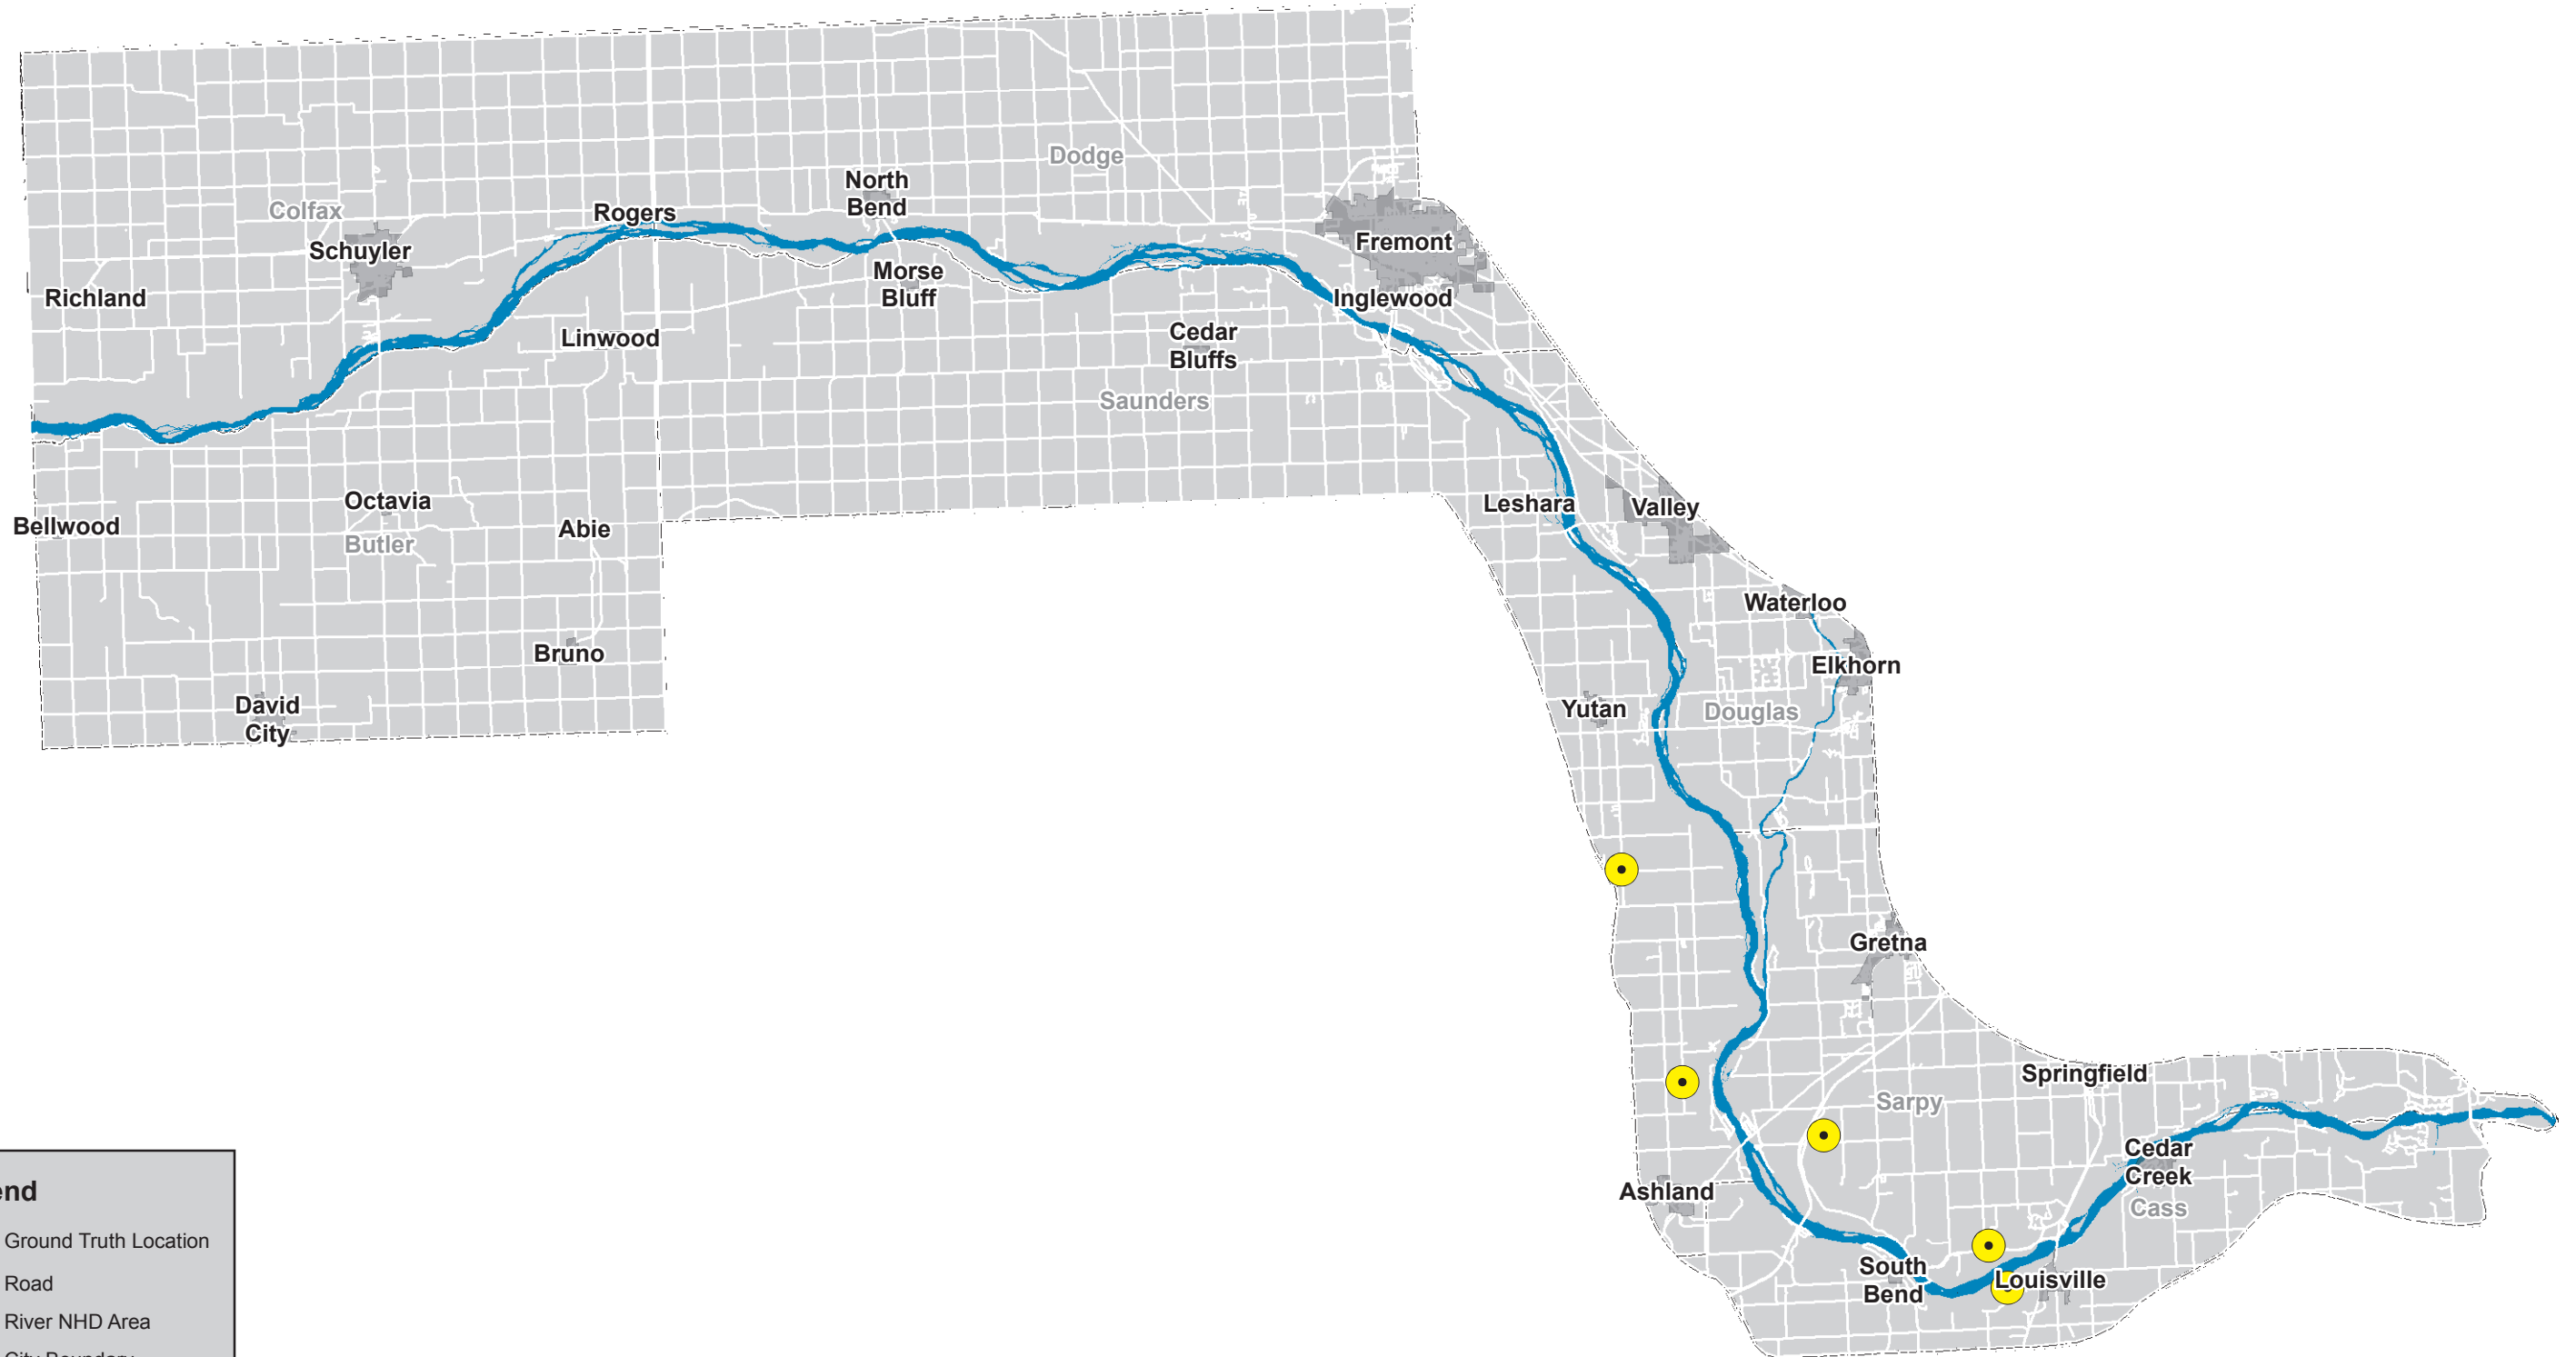 Dodge
North
Bend
Colfax
Rogers
Schuyler
Fremont
Morse
Bluff
Richland
Inglewood
Linwood
Cedar
Bluffs
Saunders
Octavia
Leshara
Valley
Bellwood
Abie
Butler
Waterloo
Bruno
Elkhorn
David
City
Yutan
Douglas
Gretna
Springfield
Sarpy
Cedar
Creek
Ashland
Cass
South
Bend
Louisville
end
Ground Truth Location
Road
River NHD Area
City Boundary